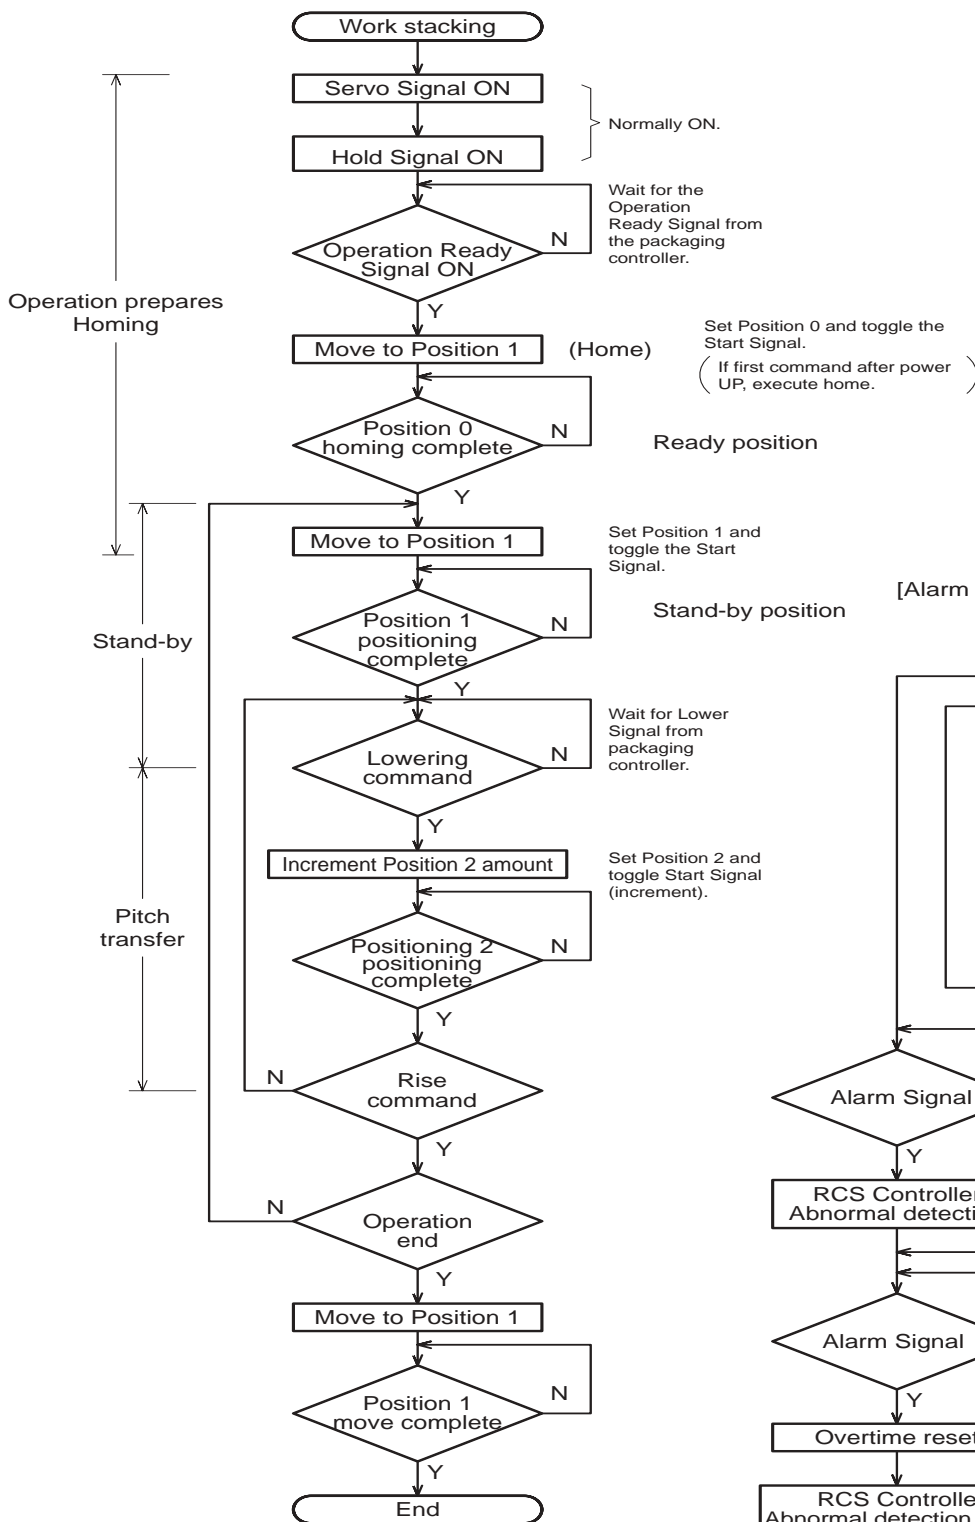 Work stacking
Servo Signal ON
Normally ON.
Hold Signal ON
Wait for the
Operation
Ready Signal from
the packaging
controller.
Operation Ready
Signal ON
N
Y
Operation prepares
Homing
Move to Position 1
(Home)
Set Position 0 and toggle the
Start Signal.
( If first command after power
UP, execute home. )
Position 0
homing complete
N
Ready position
Y
Move to Position 1
Set Position 1 and
toggle the Start
Signal.
Position 1
positioning
complete
N
Stand-by position
Y
Stand-by
Lowering
command
N
Wait for Lower
Signal from
packaging
controller.
Y
Increment Position 2 amount
Set Position 2 and
toggle Start Signal
(increment).
Pitch
transfer
Positioning 2
positioning
complete
N
Y
Rise
command
N
Y
Operation
end
N
Y
Move to Position 1
Position 1
move complete
N
Y
End
[Alarm
Alarm Signal
Y
RCS Controller
Abnormal detecti
Alarm Signal
Y
Overtime reset
RCS Controlle
Abnormal detection